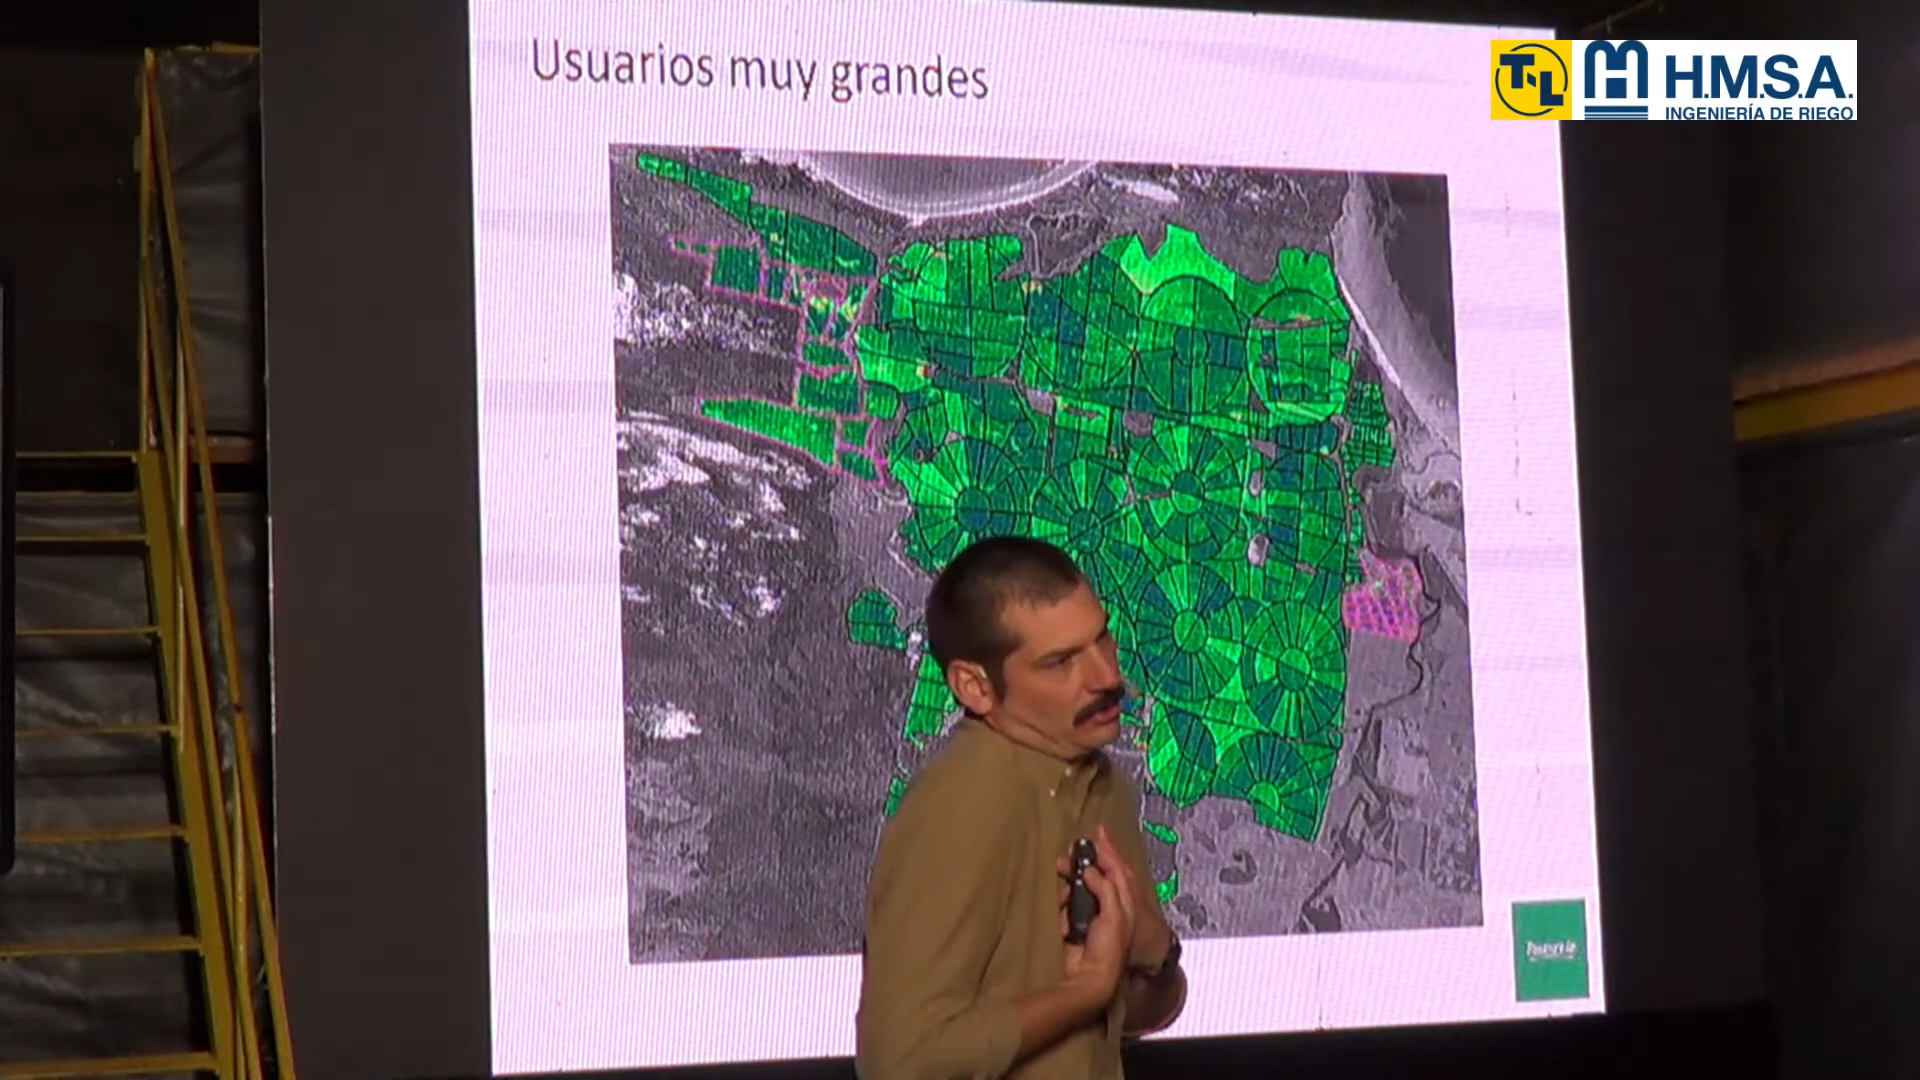 Usuarios muy grandes
T-L
H.M.S.A.
INGENIERÍA DE RIEGO